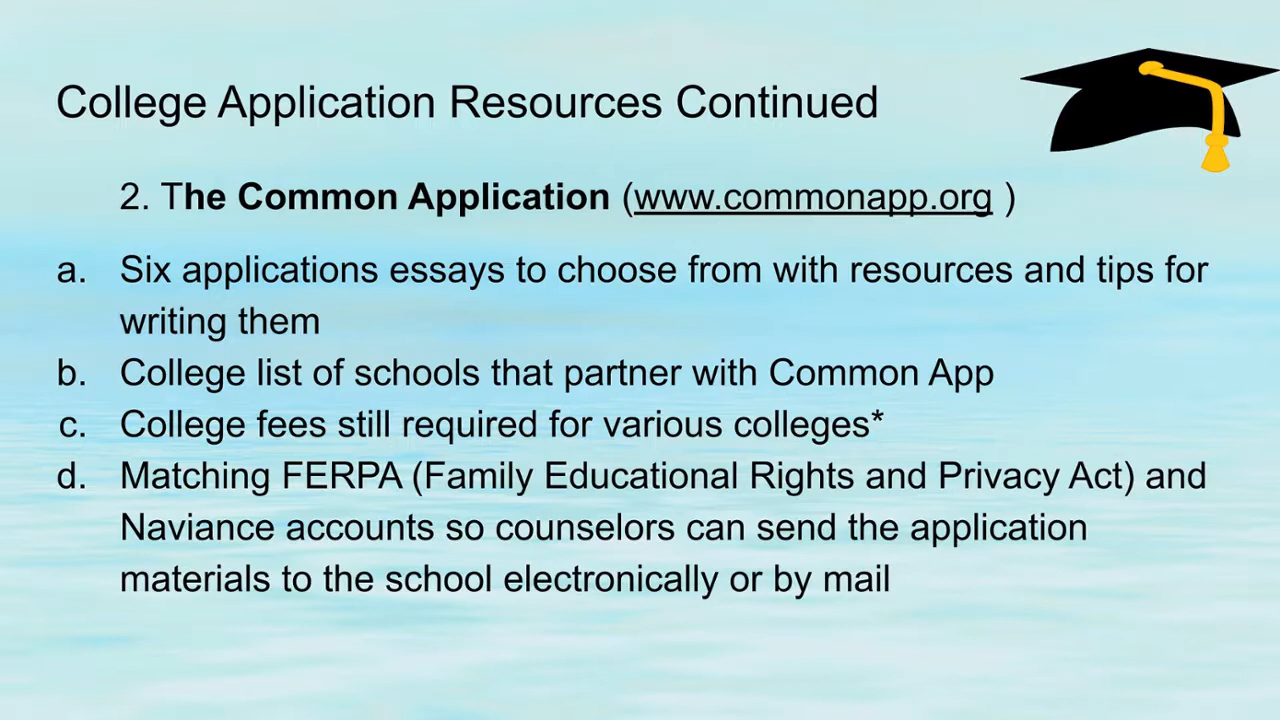 College Application Resources Continued
2. The Common Application (www.commonapp.org )
a. Six applications essays to choose from with resources and tips for
writing them
b. College list of schools that partner with Common App
c. College fees still required for various colleges*
d. Matching FERPA (Family Educational Rights and Privacy Act) and
Naviance accounts so counselors can send the application
materials to the school electronically or by mail